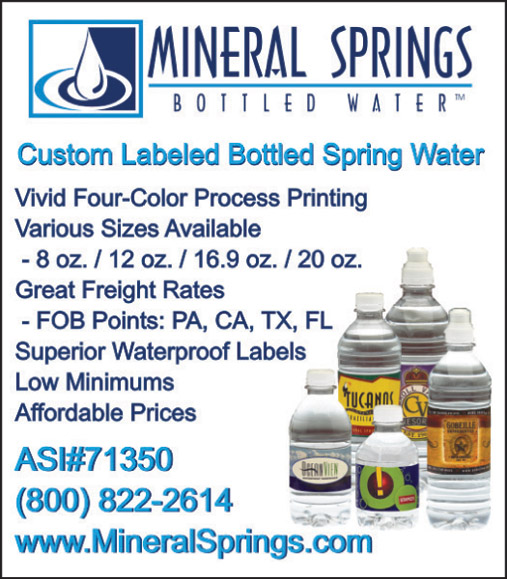 MINERAL SPRINGS
BOTTLED WATER™
Custom Labeled Bottled Spring Water
Vivid Four-Color Process Printing
Various Sizes Available
- 8 oz. / 12 oz. / 16.9 oz. / 20 oz.
Great Freight Rates
- FOB Points: PA, CA, TX, FL
Superior Waterproof Labels
Low Minimums
Affordable Prices
TUCANOS
CV
OCEANVIEW
ASI#71350
(800) 822-2614
www.MineralSprings.com